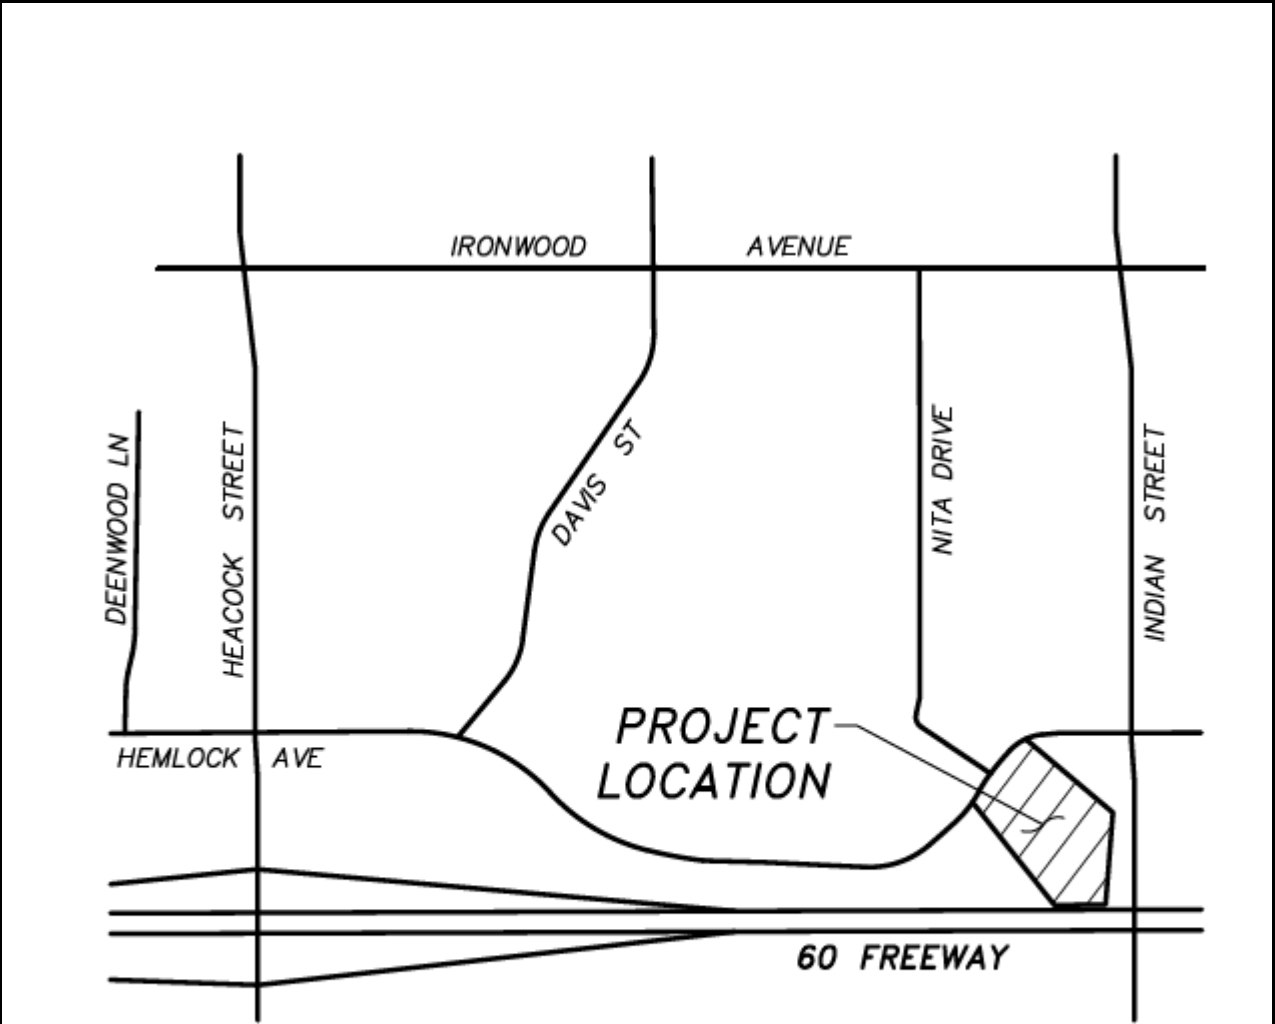 IRONWOOD AVENUE
DEENWOOD LN
HEACOCK STREET
DAVIS ST
NITA DRIVE
INDIAN STREET
PROJECT
LOCATION
HEMLOCK AVE
60 FREEWAY